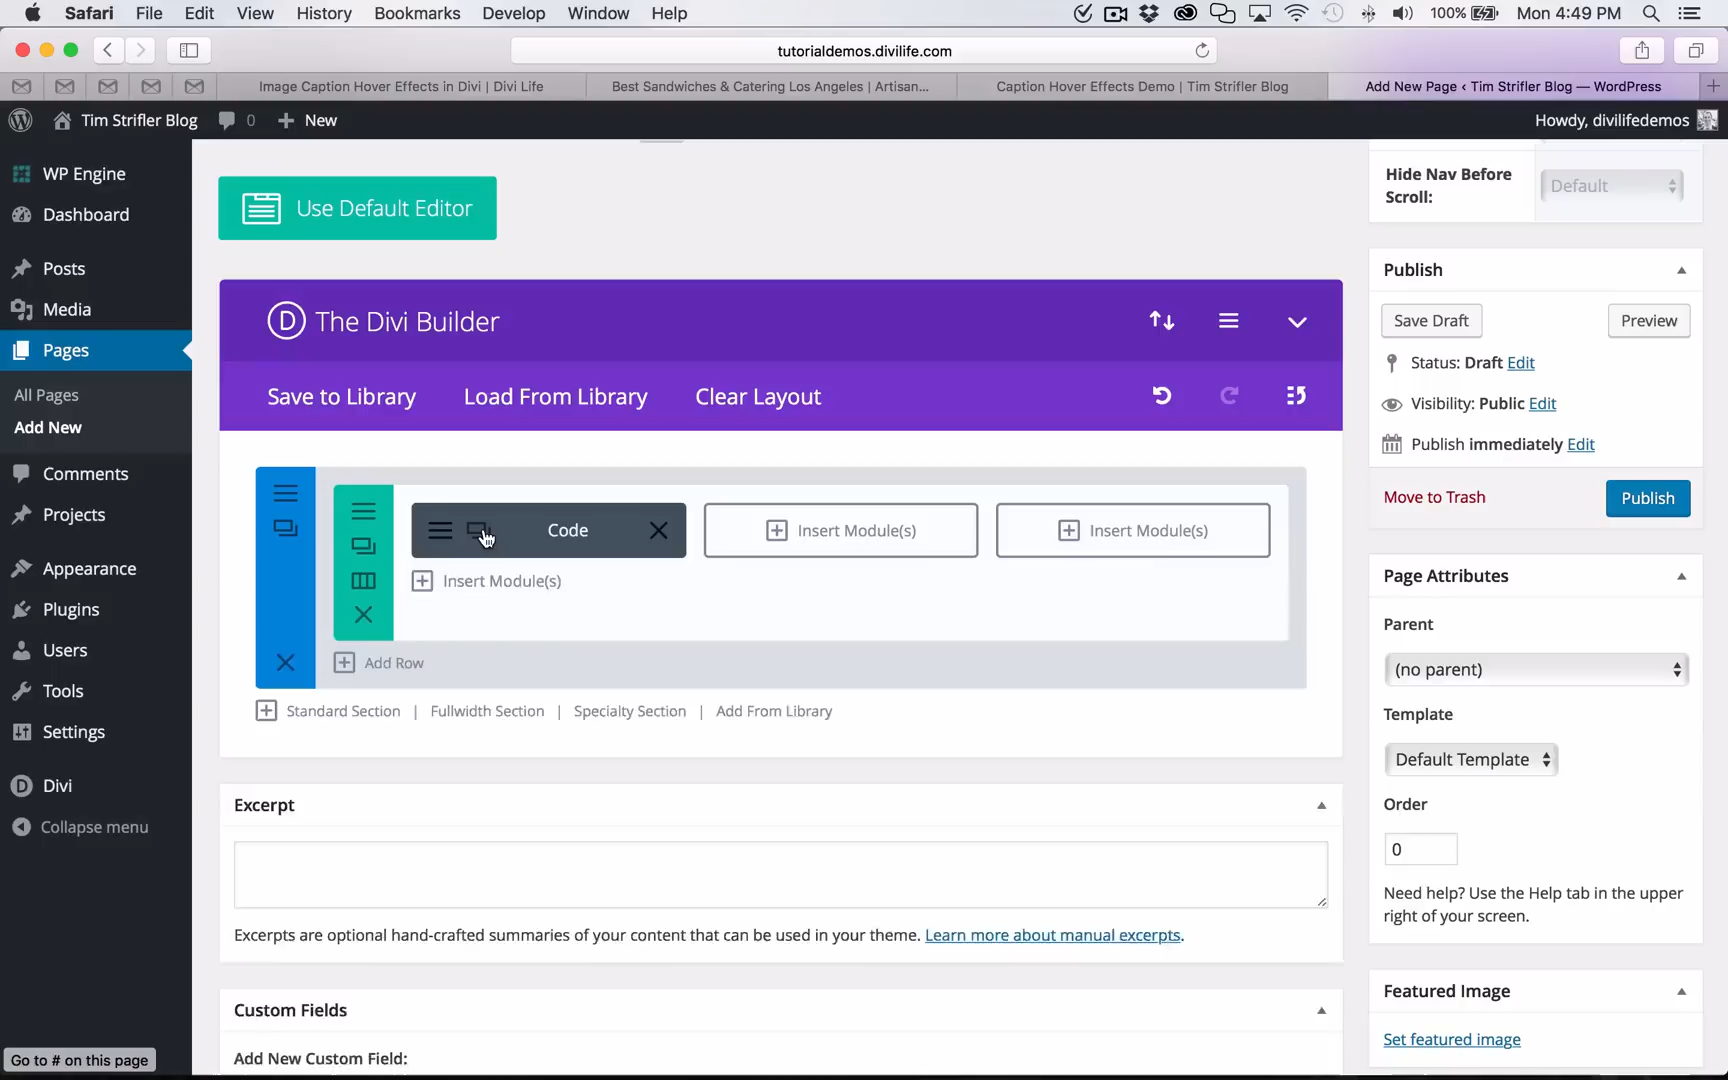 Safari File Edit View History Bookmarks Develop Window Help 100% Mon 4:49 PM
tutorialdemos.divilife.com
Image Caption Hover Effects in Divi | Divi Life Best Sandwiches & Catering Los Angeles | Artisan... Caption Hover Effects Demo | Tim Strifler Blog Add New Page ‹ Tim Strifler Blog — WordPress
Tim Strifler Blog 0 New Howdy, divilifedemos
WP Engine
Dashboard
Posts
Media
Pages
All Pages
Add New
Comments
Projects
Appearance
Plugins
Users
Tools
Settings
Divi
Collapse menu
Go to # on this page
Use Default Editor
The Divi Builder
Save to Library Load From Library Clear Layout
Code Insert Module(s) Insert Module(s)
Insert Module(s)
Add Row
Standard Section | Fullwidth Section | Specialty Section | Add From Library
Excerpt
Excerpts are optional hand-crafted summaries of your content that can be used in your theme. Learn more about manual excerpts.
Custom Fields
Add New Custom Field:
Hide Nav Before
Scroll:
Default
Publish
Save Draft Preview
Status: Draft Edit
Visibility: Public Edit
Publish immediately Edit
Move to Trash Publish
Page Attributes
Parent
(no parent)
Template
Default Template
Order
0
Need help? Use the Help tab in the upper
right of your screen.
Featured Image
Set featured image